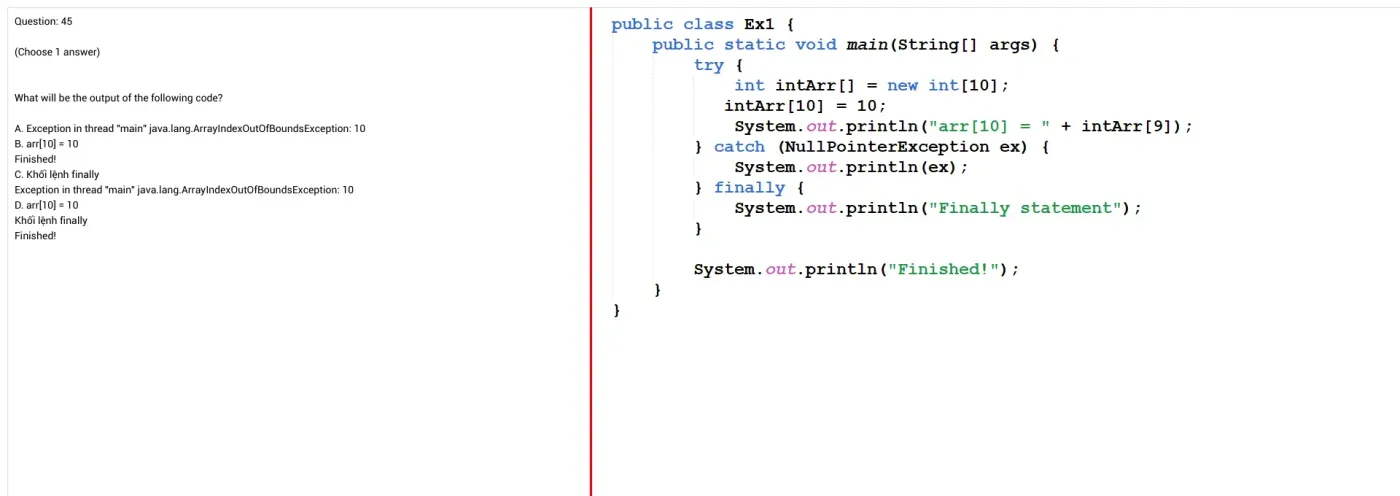 Question: 45
(Choose 1 answer)
What will be the output of the following code?
A. Exception in thread "main" java.lang.ArrayIndexOutOfBoundsException: 10
B. arr[10] = 10
Finished!
C. Khối lệnh finally
Exception in thread "main" java.lang.ArrayIndexOutOfBoundsException: 10
D. arr[10] = 10
Khối lệnh finally
Finished!
public class Ex1 {
    public static void main(String[] args) {
        try {
            int intArr[] = new int[10];
           intArr[10] = 10;
            System.out.println("arr[10] = " + intArr[9]);
        } catch (NullPointerException ex) {
            System.out.println(ex);
        } finally {
            System.out.println("Finally statement");
        }
        System.out.println("Finished!");
    }
}